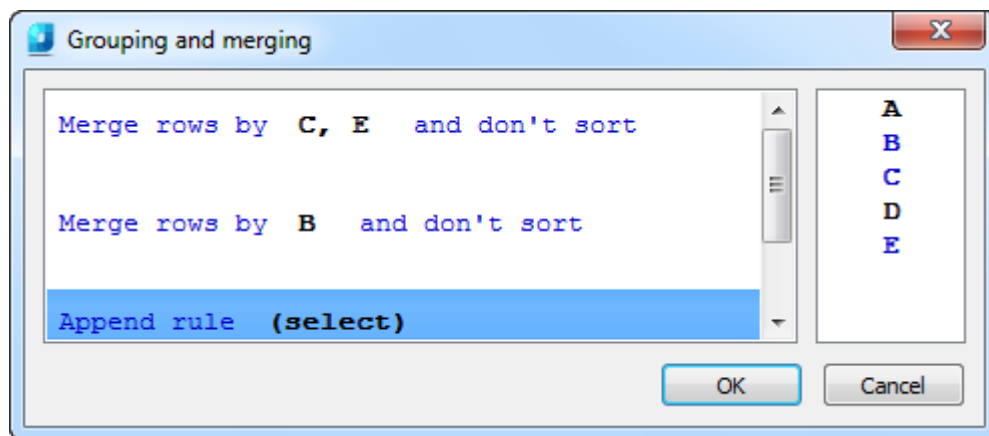 Grouping and merging
Merge rows by C, E and don't sort
Merge rows by B and don't sort
Append rule (select)
A
B
C
D
E
OK Cancel